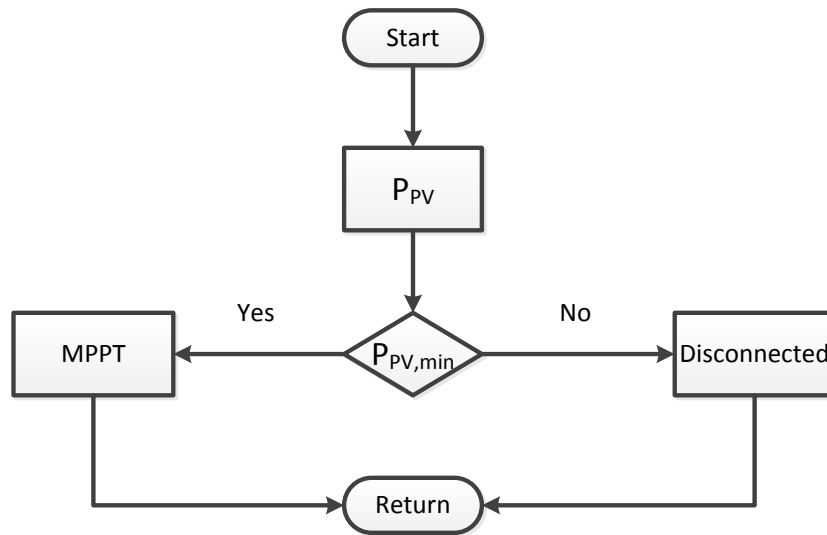 Start
P_PV
Yes
No
MPPT
P_PV,min
Disconnected
Return